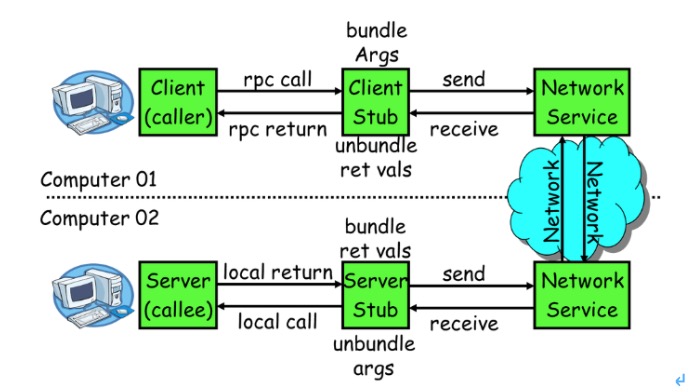 bundle
Args
Client
(caller)
rpc call
rpc return
Client
Stub
send
receive
Network
Service
unbundle
ret vals
Computer 01
Computer 02
Network
Network
bundle
ret vals
Server
(callee)
local return
local call
Server
Stub
send
receive
Network
Service
unbundle
args